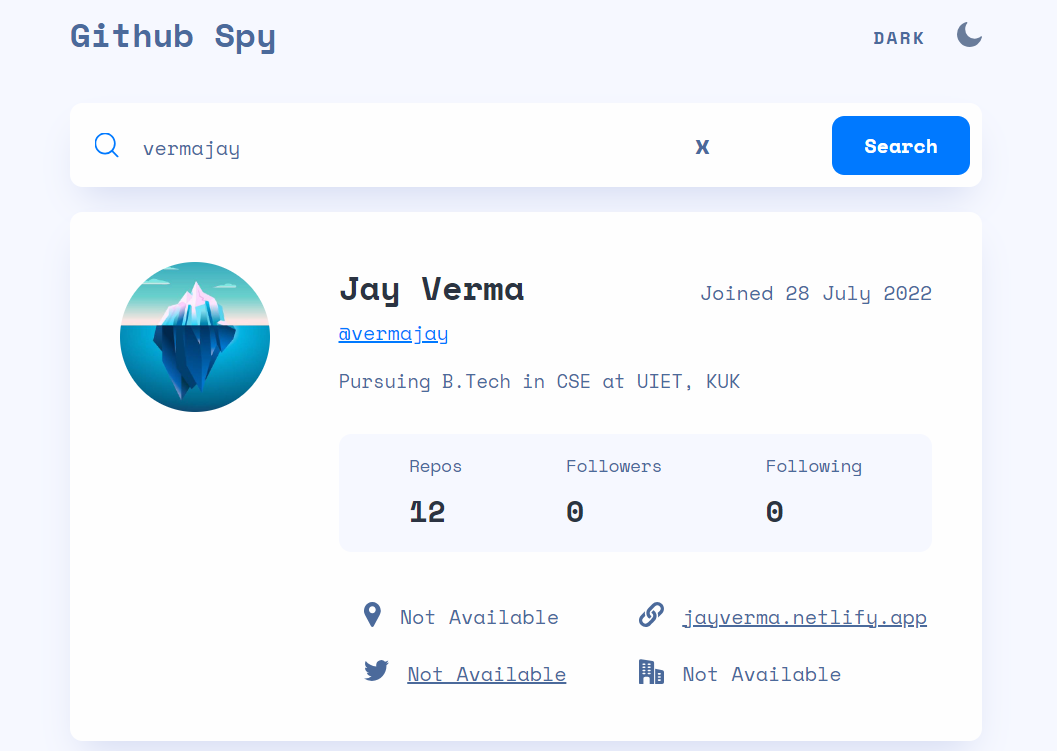 Github Spy DARK
vermajay X Search
Jay Verma Joined 28 July 2022
@vermajay
Pursuing B.Tech in CSE at UIET, KUK
Repos Followers Following
12 0 0
Not Available jayverma.netlify.app
Not Available Not Available